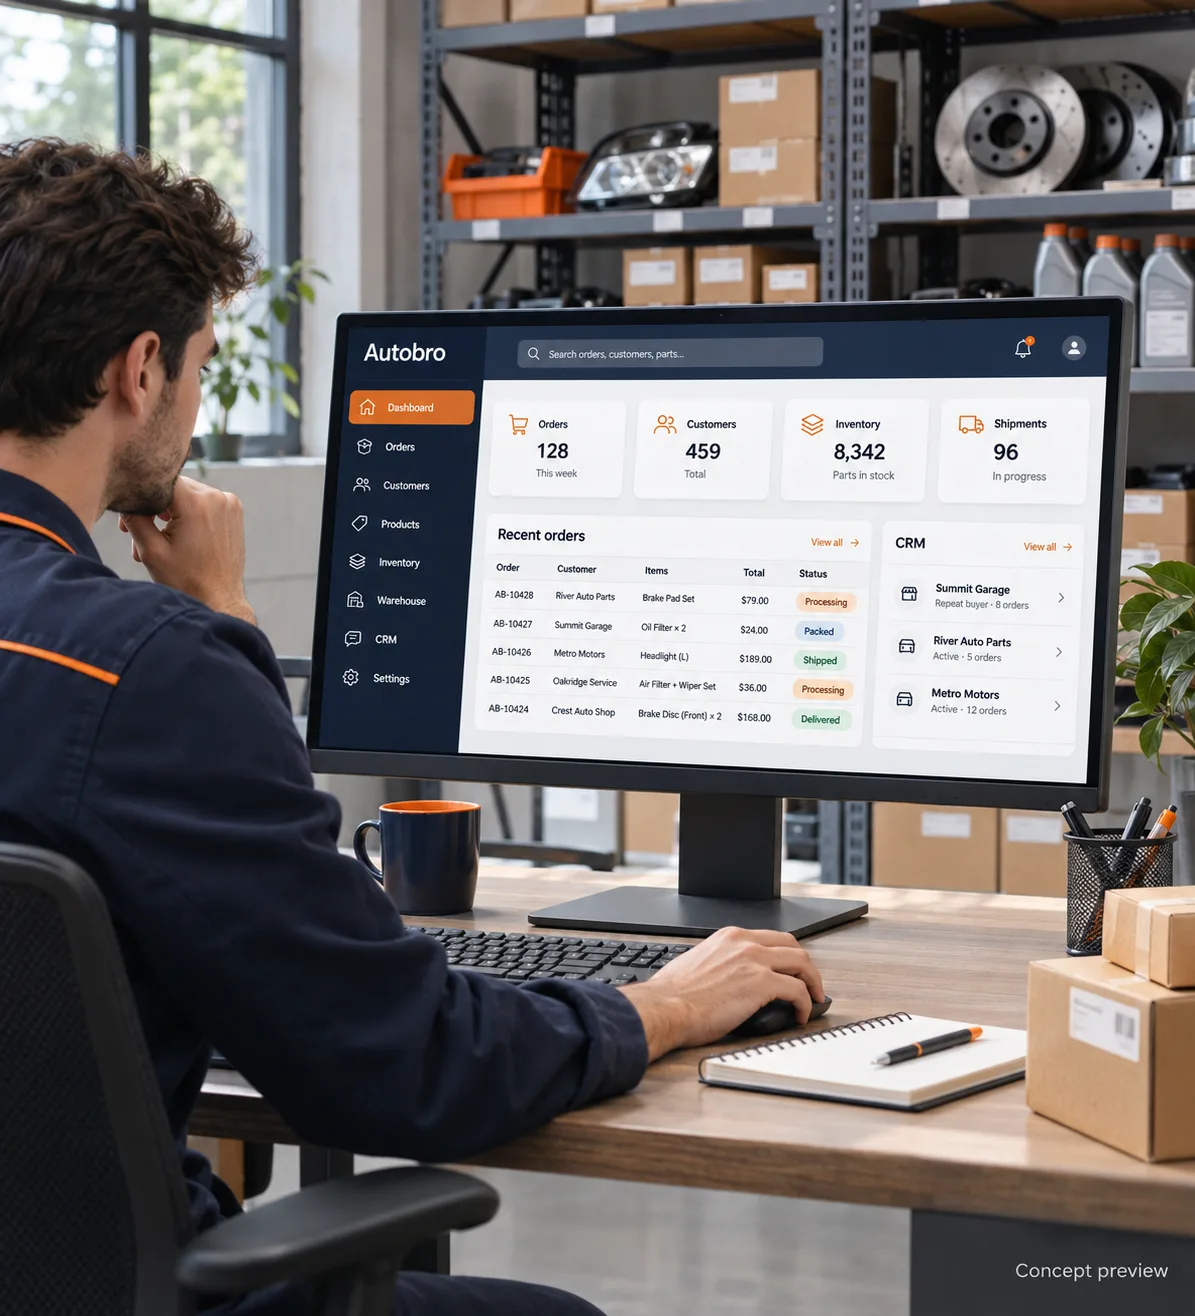 Autobro
Search orders, customers, parts...
Dashboard
Orders
Customers
Products
Inventory
Warehouse
CRM
Settings
Orders
128
This week
Customers
459
Total
Inventory
8,342
Parts in stock
Shipments
96
In progress
Recent orders
View all →
Order Customer Items Total Status
AB-10428 River Auto Parts Brake Pad Set $79.00 Processing
AB-10427 Summit Garage Oil Filter × 2 $24.00 Packed
AB-10426 Metro Motors Headlight (L) $189.00 Shipped
AB-10425 Oakridge Service Air Filter + Wiper Set $36.00 Processing
AB-10424 Crest Auto Shop Brake Disc (Front) × 2 $168.00 Delivered
CRM
View all →
Summit Garage
Repeat buyer · 8 orders
River Auto Parts
Active · 5 orders
Metro Motors
Active · 12 orders
Concept preview